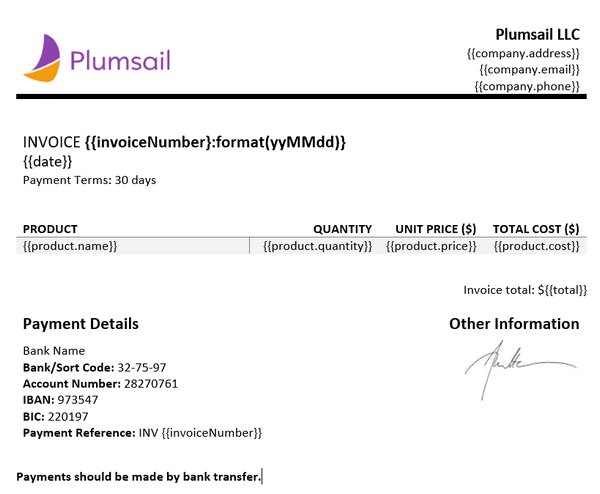 Plumsail
Plumsail LLC
{{company.address}}
{{company.email}}
{{company.phone}}
INVOICE {{invoiceNumber}:format(yyMMdd)}
{{date}}
Payment Terms: 30 days
PRODUCT QUANTITY UNIT PRICE ($) TOTAL COST ($)
{{product.name}} {{product.quantity}} {{product.price}} {{product.cost}}
Invoice total: ${{total}}
Payment Details
Other Information
Bank Name
Bank/Sort Code: 32-75-97
Account Number: 28270761
IBAN: 973547
BIC: 220197
Payment Reference: INV {{invoiceNumber}}
Payments should be made by bank transfer.